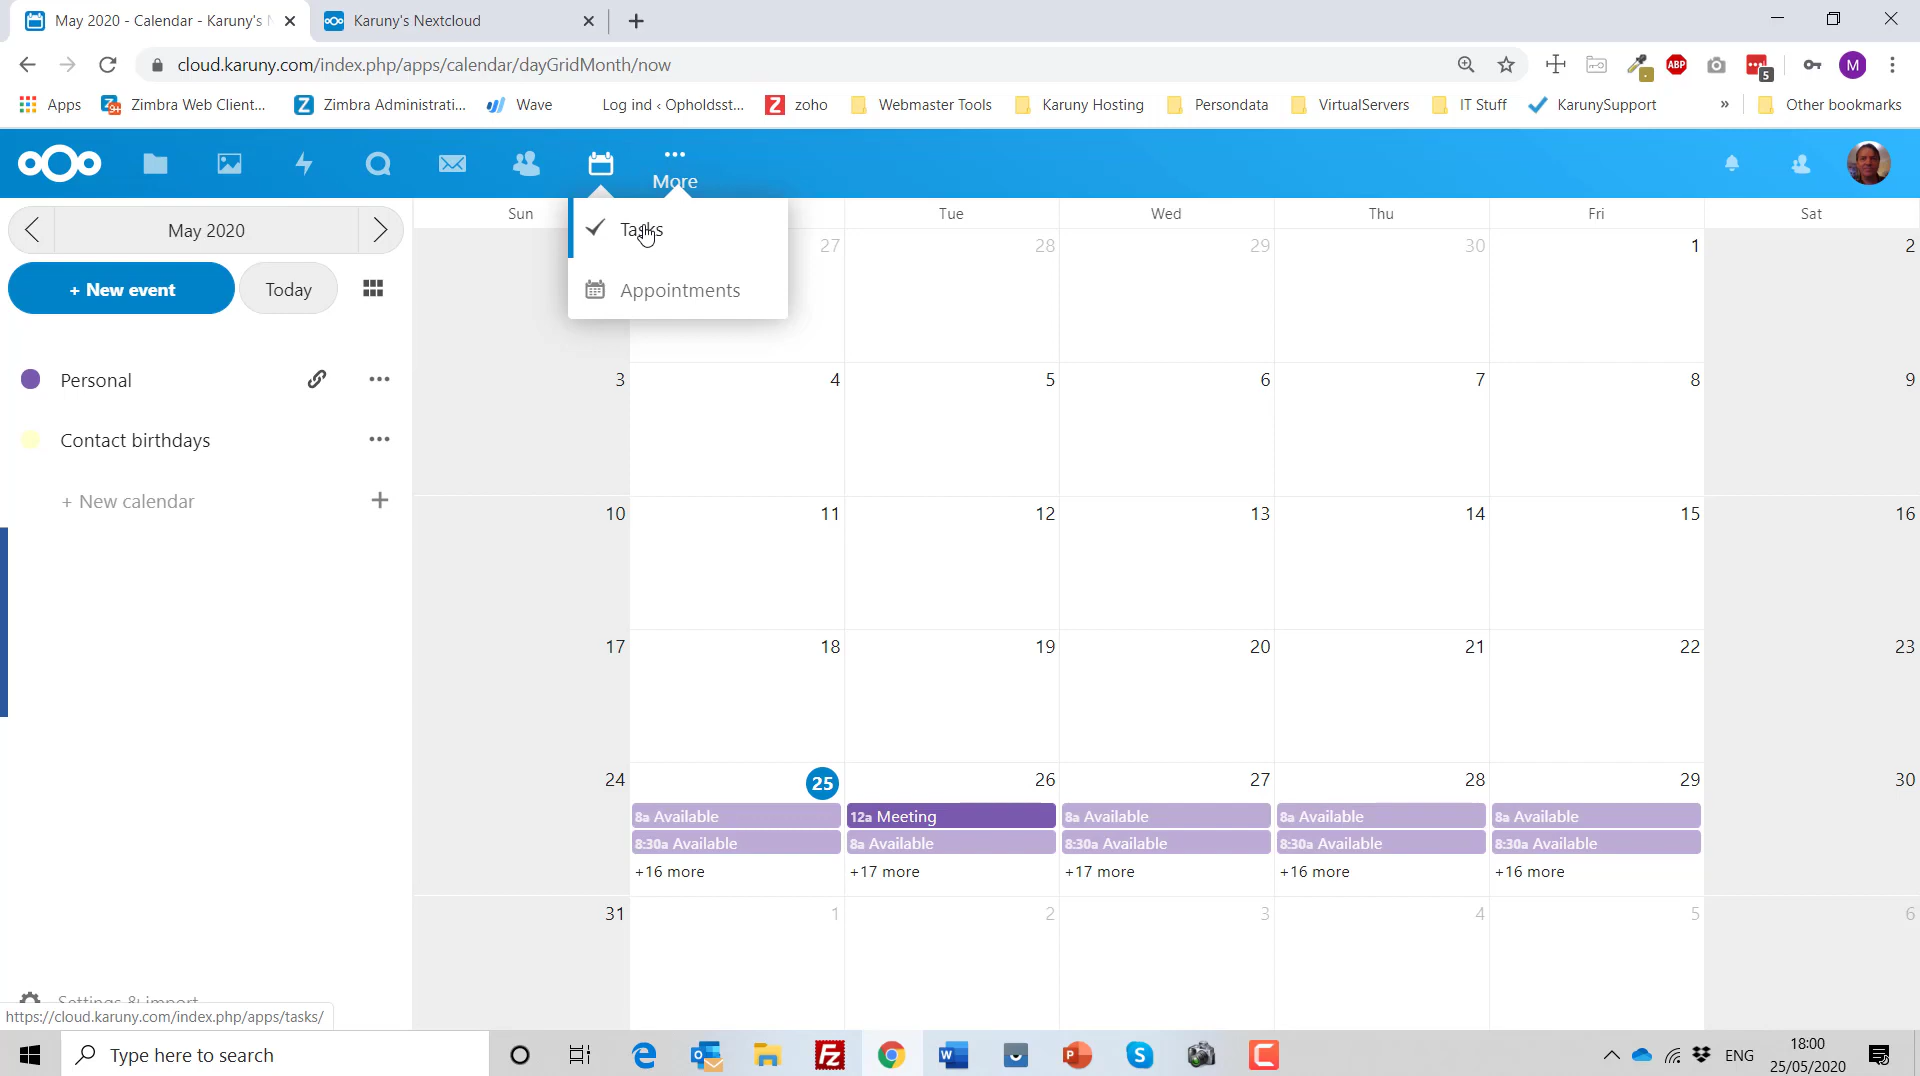 May 2020 - Calendar - Karuny's N
Karuny's Nextcloud
cloud.karuny.com/index.php/apps/calendar/dayGridMonth/now
ABP
5
M
Apps
Zimbra Web Client...
Zimbra Administrati...
Wave
Log ind ‹ Opholdsst...
zoho
Webmaster Tools
Karuny Hosting
Persondata
VirtualServers
IT Stuff
KarunySupport
»
Other bookmarks
More
Tasks
Appointments
May 2020
+ New event
Today
Personal
Contact birthdays
+ New calendar
Settings & import
https://cloud.karuny.com/index.php/apps/tasks/
Sun Tue Wed Thu Fri Sat
27 28 29 30 1 2
3 4 5 6 7 8 9
10 11 12 13 14 15 16
17 18 19 20 21 22 23
24 25 26 27 28 29 30
8a Available 12a Meeting 8a Available 8a Available 8a Available
8:30a Available 8a Available 8:30a Available 8:30a Available 8:30a Available
+16 more +17 more +17 more +16 more +16 more
31 1 2 3 4 5 6
Type here to search
ENG
18:00
25/05/2020